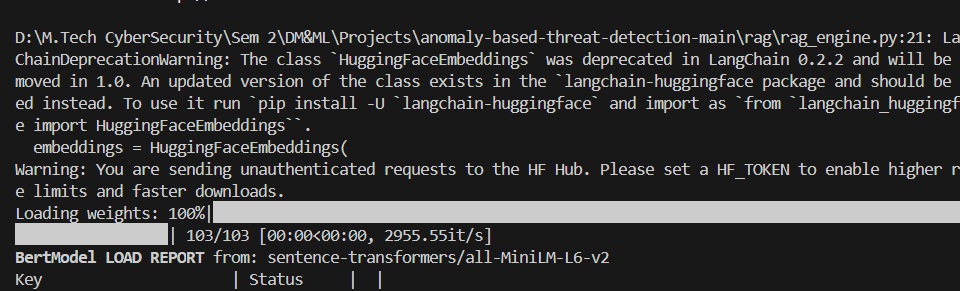 D:\M.Tech CyberSecurity\Sem 2\DM&ML\Projects\anomaly-based-threat-detection-main\rag\rag_engine.py:21: La
ChainDeprecationWarning: The class `HuggingFaceEmbeddings` was deprecated in LangChain 0.2.2 and will be
moved in 1.0. An updated version of the class exists in the `langchain-huggingface package and should be
ed instead. To use it run `pip install -U `langchain-huggingface` and import as `from `langchain_huggingf
e import HuggingFaceEmbeddings``.
  embeddings = HuggingFaceEmbeddings(
Warning: You are sending unauthenticated requests to the HF Hub. Please set a HF_TOKEN to enable higher r
e limits and faster downloads.
Loading weights: 100%|
| 103/103 [00:00<00:00, 2955.55it/s]
BertModel LOAD REPORT from: sentence-transformers/all-MiniLM-L6-v2
Key | Status | |